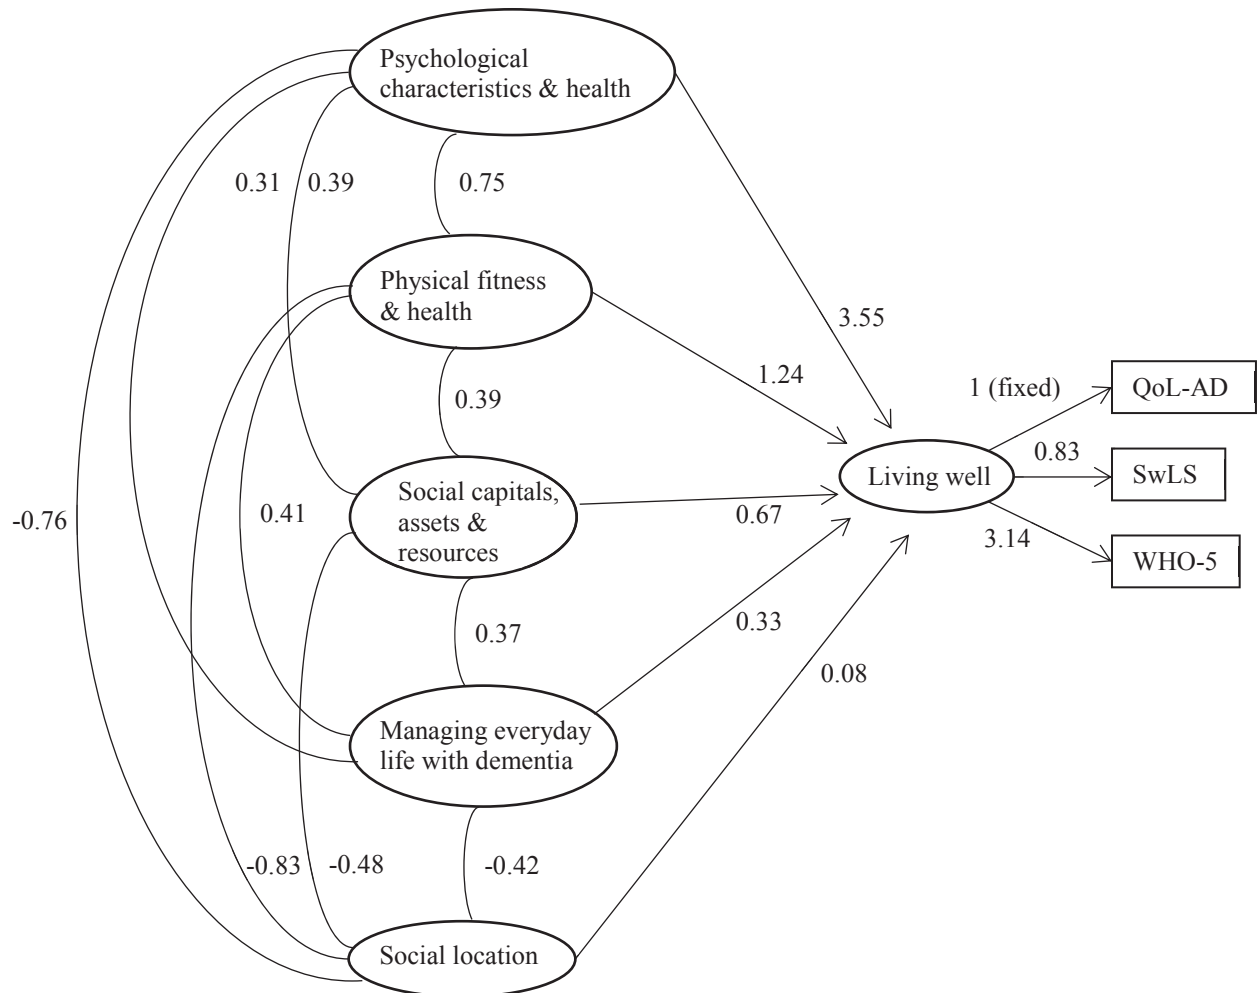 Psychological
characteristics & health
0.31
0.39
0.75
Physical fitness
& health
3.55
1.24
0.39
1 (fixed)
QoL-AD
0.83
Living well
SwLS
Social capitals,
assets &
resources
-0.76
0.41
0.67
3.14
WHO-5
0.37
0.33
0.08
Managing everyday
life with dementia
-0.83
-0.48
-0.42
Social location